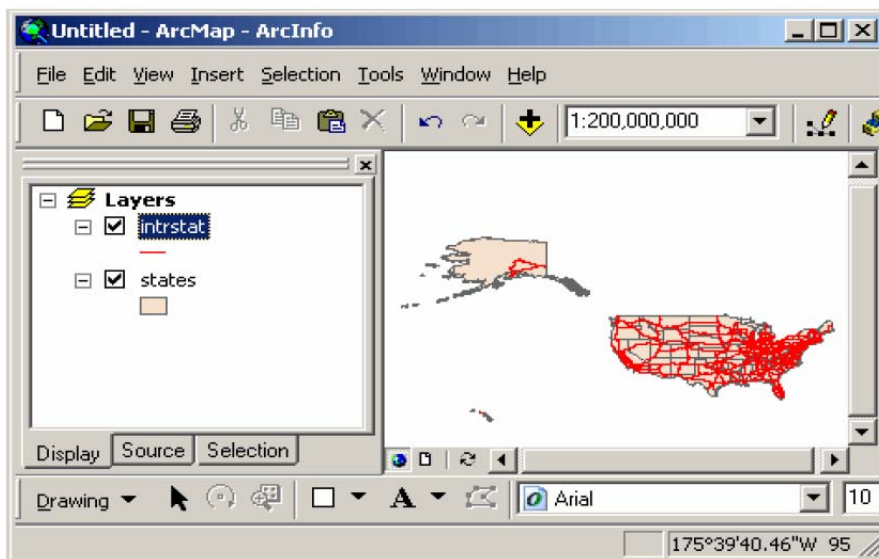 Untitled - ArcMap - ArcInfo
File Edit View Insert Selection Tools Window Help
1:200,000,000
Layers
intrstat
states
Display Source Selection
Drawing A Arial 10
175°39'40.46"W 95